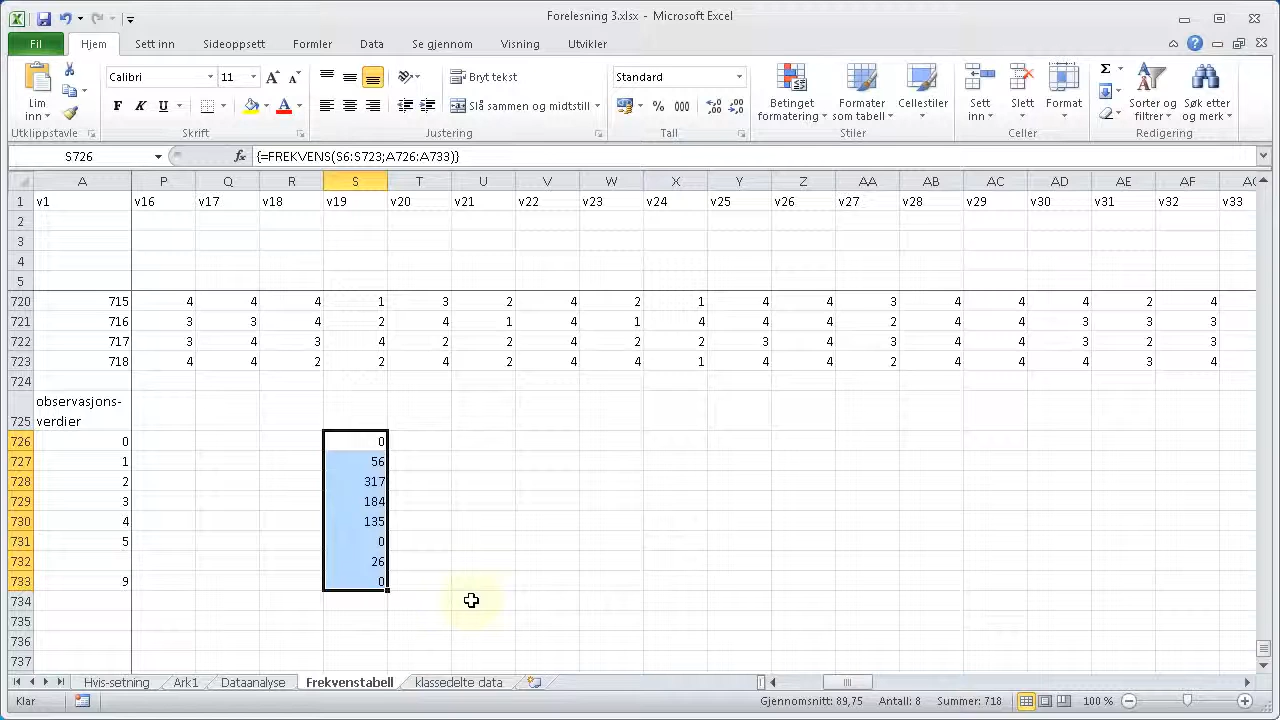 Forelesning 3.xlsx - Microsoft Excel
Fil Hjem Sett inn Sideoppsett Formler Data Se gjennom Visning Utvikler
Lim inn
Utklippstavle
Calibri 11
F K U
Skrift
Bryt tekst
Slå sammen og midtstill
Justering
Standard
% 000
Tall
Betinget formatering
Formater som tabell
Cellestiler
Stiler
Sett inn
Slett
Format
Celler
Sorter og filtrer
Søk etter og merk
Redigering
S726 fx {=FREKVENS(S6:S723;A726:A733)}
A P Q R S T U V W X Y Z AA AB AC AD AE AF AG
1 v1 v16 v17 v18 v19 v20 v21 v22 v23 v24 v25 v26 v27 v28 v29 v30 v31 v32 v33
2
3
4
5
720 715 4 4 4 1 3 2 4 2 1 4 4 3 4 4 4 2 4
721 716 3 3 4 2 4 1 4 1 4 4 4 2 4 4 3 3 3
722 717 3 4 3 4 2 2 4 2 2 3 4 3 4 4 3 2 3
723 718 4 4 2 2 4 2 4 4 1 4 4 2 4 4 3 3 4
724
725 observasjons-
verdier
726 0 0
727 1 56
728 2 317
729 3 184
730 4 135
731 5 0
732 26
733 9 0
734
735
736
737
Hvis-setning Ark1 Dataanalyse Frekvenstabell klassedelte data
Klar Gjennomsnitt: 89,75 Antall: 8 Summer: 718 100 %